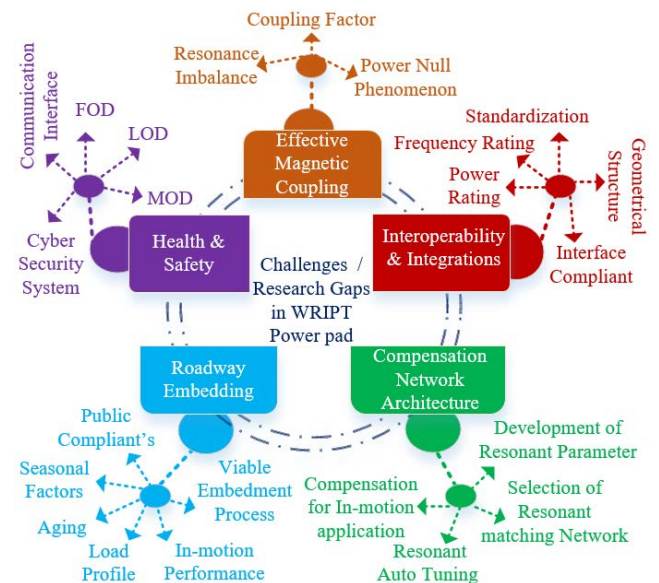 Coupling Factor
Resonance
Imbalance
Power Null
Phenomenon
Effective
Magnetic
Coupling
Communication
Interface
FOD
LOD
MOD
Cyber
Security
System
Health &
Safety
Standardization
Frequency Rating
Power
Rating
Geometrical
Structure
Interface
Compliant
Interoperability
& Integrations
Challenges /
Research Gaps
in WRIPT
Power pad
Roadway
Embedding
Public
Compliant's
Seasonal
Factors
Aging
Load
Profile
In-motion
Performance
Viable
Embedment
Process
Compensation
Network
Architecture
Development of
Resonant Parameter
Compensation
for In-motion
application
Selection of
Resonant
matching Network
Resonant
Auto Tuning